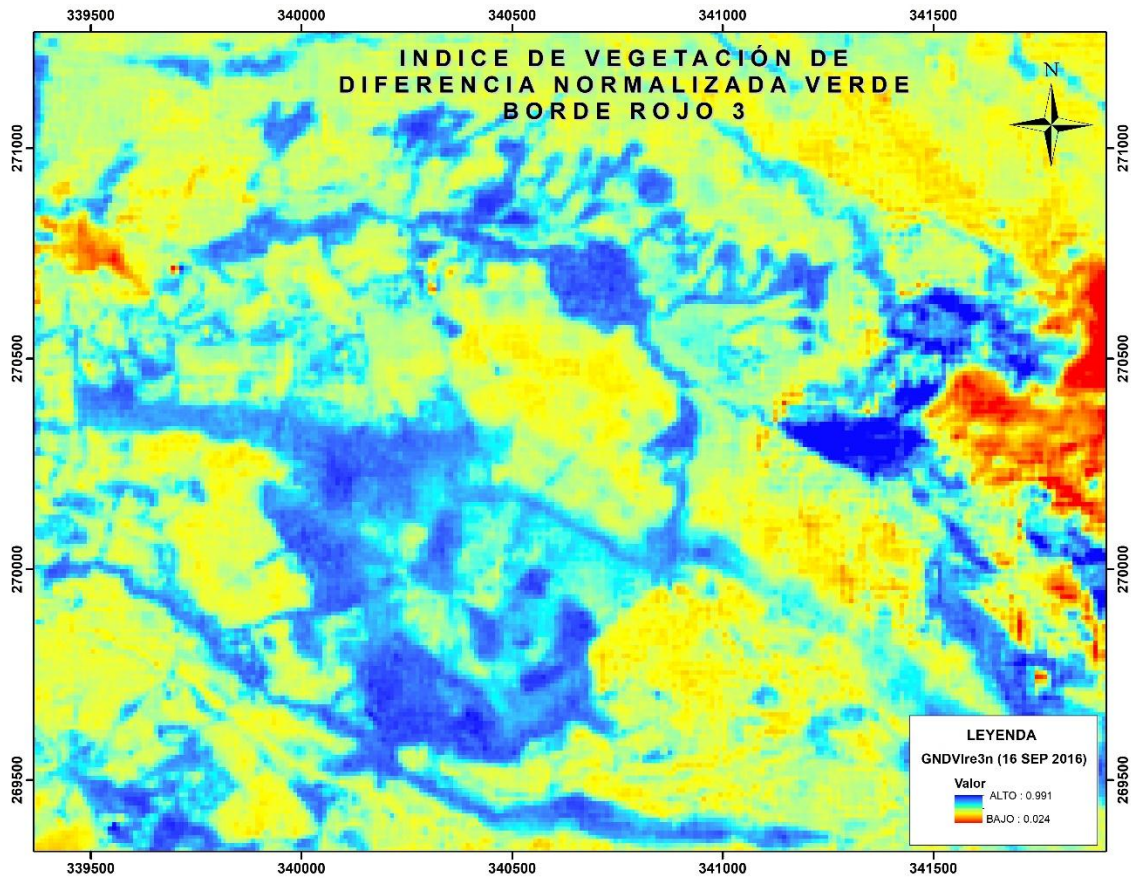 339500 340000 340500 341000 341500
INDICE DE VEGETACIÓN DE
DIFERENCIA NORMALIZADA VERDE
BORDE ROJO 3
N
271000 271000
270500 270500
270000 270000
269500 269500
LEYENDA
GNDVIre3n (16 SEP 2016)
Valor
ALTO : 0.991
BAJO : 0.024
339500 340000 340500 341000 341500